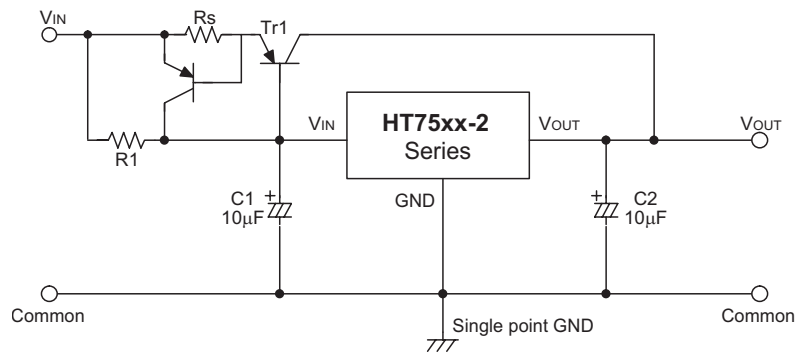 VIN
Rs
Tr1
R1
VIN
HT75xx-2
Series
VOUT
VOUT
GND
C1
10μF
+
C2
10μF
+
Common
Common
Single point GND